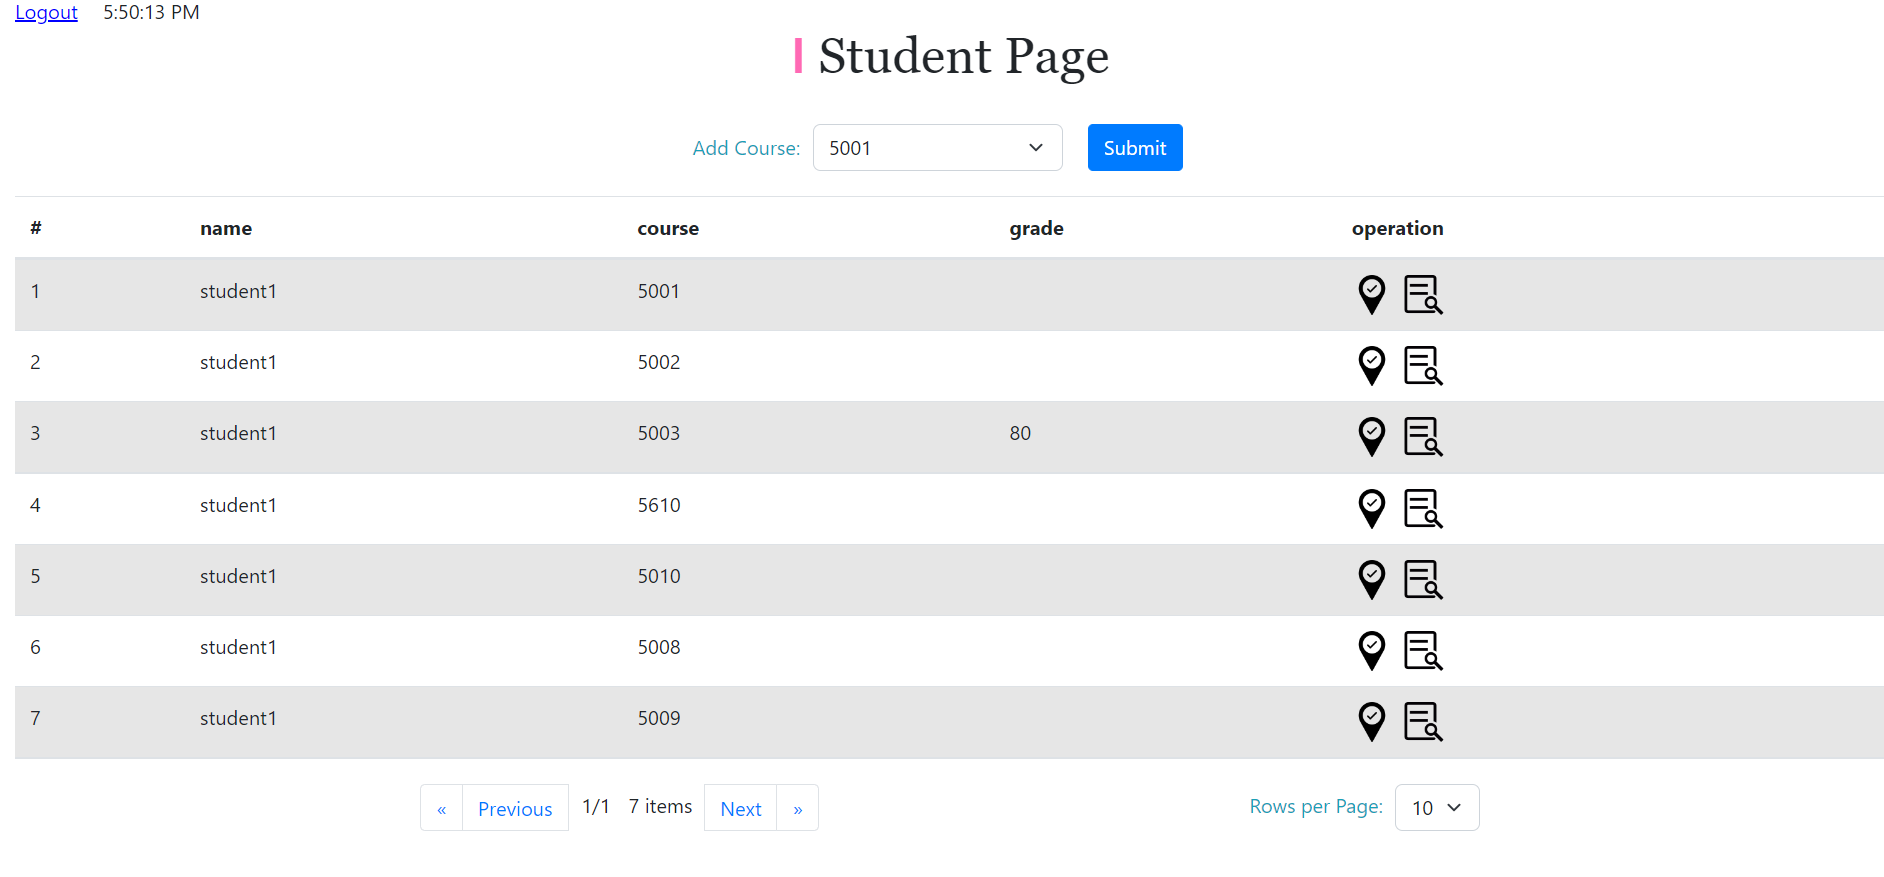 Logout 5:50:13 PM
Student Page
Add Course: 5001 Submit
# name course grade operation
1 student1 5001
2 student1 5002
3 student1 5003 80
4 student1 5610
5 student1 5010
6 student1 5008
7 student1 5009
« Previous 1/1 7 items Next » Rows per Page: 10